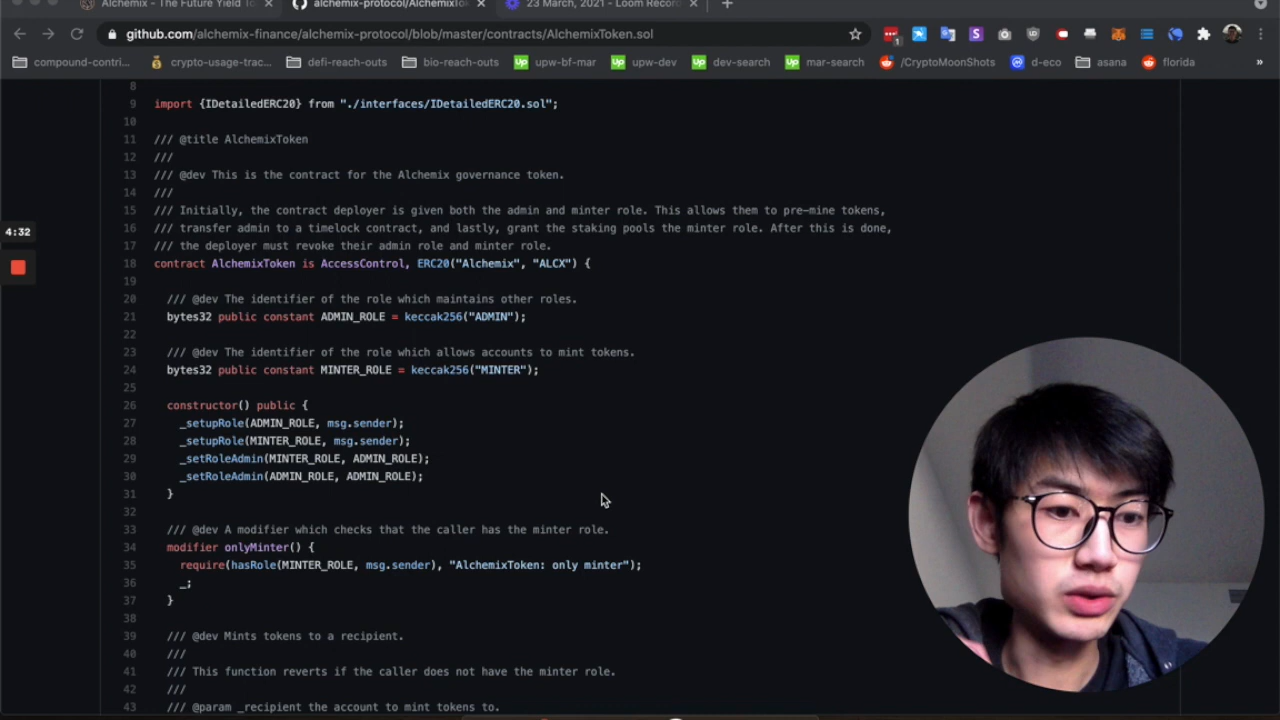 Alchemix - The Future Yield To
alchemix-protocol/AlchemixTok
23 March, 2021 - Loom Record
github.com/alchemix-finance/alchemix-protocol/blob/master/contracts/AlchemixToken.sol
compound-contri...
crypto-usage-trac...
defi-reach-outs
bio-reach-outs
Up upw-bf-mar
Up upw-dev
Up dev-search
Up mar-search
/CryptoMoonShots
d-eco
asana
florida
»
8
9 import {IDetailedERC20} from "./interfaces/IDetailedERC20.sol";
10
11 /// @title AlchemixToken
12 ///
13 /// @dev This is the contract for the Alchemix governance token.
14 ///
15 /// Initially, the contract deployer is given both the admin and minter role. This allows them to pre-mine tokens,
16 /// transfer admin to a timelock contract, and lastly, grant the staking pools the minter role. After this is done,
17 /// the deployer must revoke their admin role and minter role.
18 contract AlchemixToken is AccessControl, ERC20("Alchemix", "ALCX") {
19
20 /// @dev The identifier of the role which maintains other roles.
21 bytes32 public constant ADMIN_ROLE = keccak256("ADMIN");
22
23 /// @dev The identifier of the role which allows accounts to mint tokens.
24 bytes32 public constant MINTER_ROLE = keccak256("MINTER");
25
26 constructor() public {
27 _setupRole(ADMIN_ROLE, msg.sender);
28 _setupRole(MINTER_ROLE, msg.sender);
29 _setRoleAdmin(MINTER_ROLE, ADMIN_ROLE);
30 _setRoleAdmin(ADMIN_ROLE, ADMIN_ROLE);
31 }
32
33 /// @dev A modifier which checks that the caller has the minter role.
34 modifier onlyMinter() {
35 require(hasRole(MINTER_ROLE, msg.sender), "AlchemixToken: only minter");
36 _;
37 }
38
39 /// @dev Mints tokens to a recipient.
40 ///
41 /// This function reverts if the caller does not have the minter role.
42 ///
43 /// @param _recipient the account to mint tokens to.
4:32